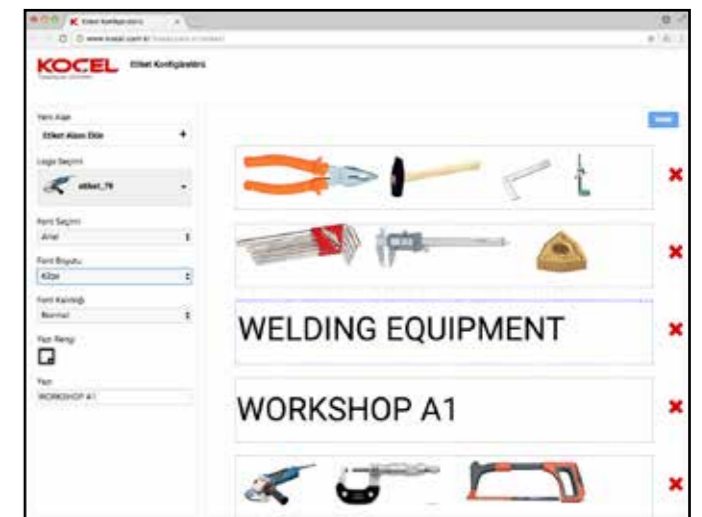 KOCEL
Etiket Konfigüratörü
Yeni Alan
Etiket Alanı Ekle +
Logo Seçimi
etiket_79
Font Seçimi
Arial
Font Boyutu
42px
Font Kalınlığı
Normal
Yazı Rengi
Yazı
WORKSHOP A1
WELDING EQUIPMENT
WORKSHOP A1